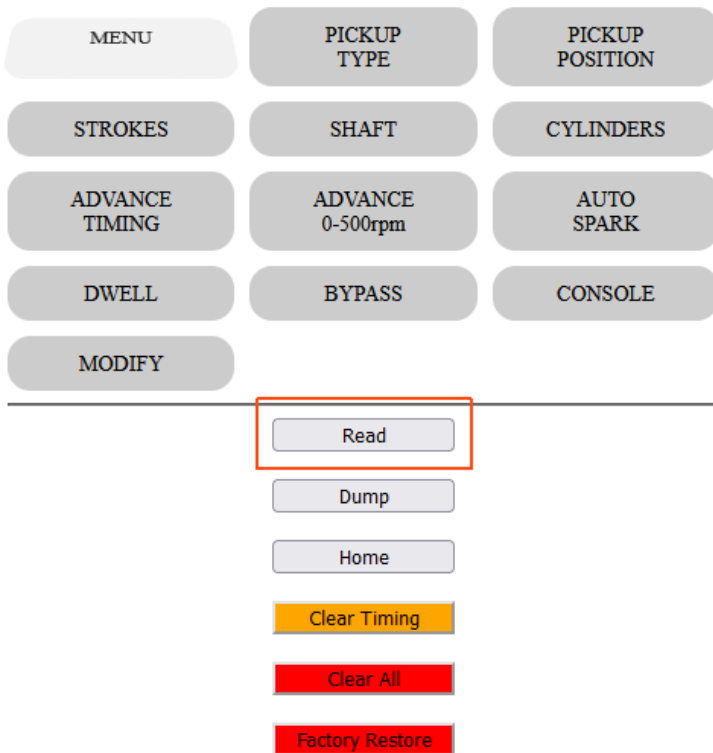 MENU
PICKUP
TYPE
PICKUP
POSITION
STROKES
SHAFT
CYLINDERS
ADVANCE
TIMING
ADVANCE
0-500rpm
AUTO
SPARK
DWELL
BYPASS
CONSOLE
MODIFY
Read
Dump
Home
Clear Timing
Clear All
Factory Restore